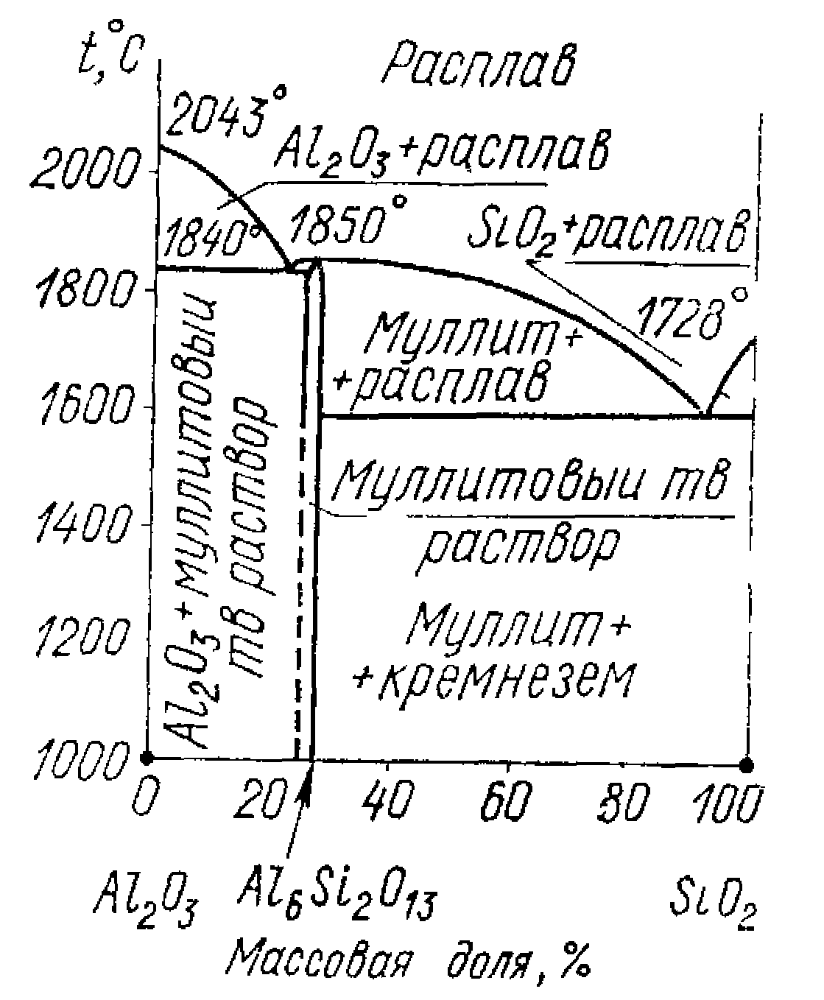 t,°C
Расплав
2043°
Al₂O₃+расплав
2000
1840°
1850°
SiO₂+расплав
1800
1728°
Муллит+
+расплав
1600
Al₂O₃+муллитовый
тв раствор
Муллитовый тв
раствор
1400
Муллит+
+кремнезем
1200
1000
0
20
40
60
80
100
Al₂O₃
Al₆Si₂O₁₃
SiO₂
Массовая доля, %